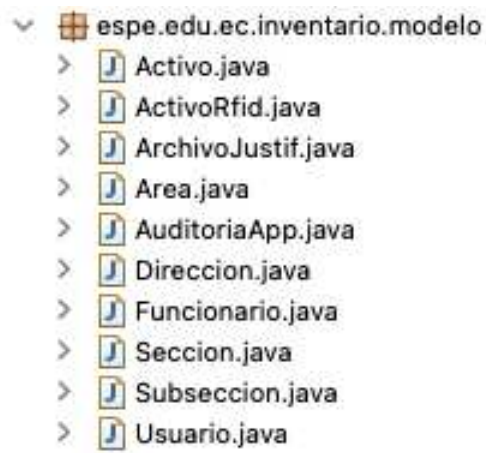 espe.edu.ec.inventario.modelo
Activo.java
ActivoRfid.java
ArchivoJustif.java
Area.java
AuditoriaApp.java
Direccion.java
Funcionario.java
Seccion.java
Subseccion.java
Usuario.java